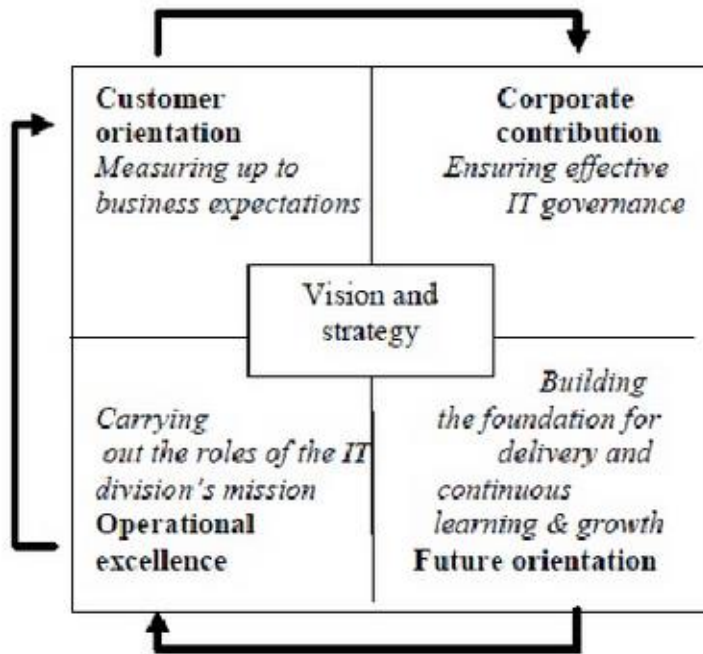 Customer
orientation
Measuring up to
business expectations
Corporate
contribution
Ensuring effective
IT governance
Vision and
strategy
Carrying
out the roles of the IT
division's mission
Operational
excellence
Building
the foundation for
delivery and
continuous
learning & growth
Future orientation